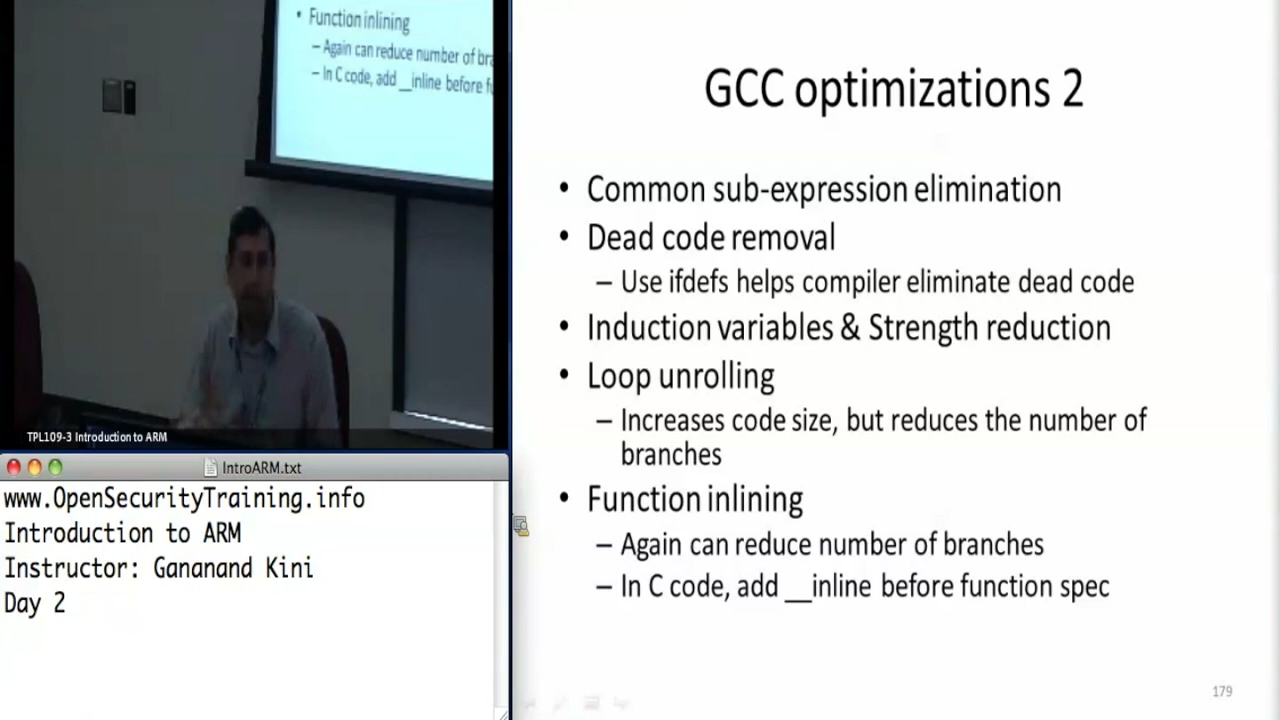 • Function inlining
– Again can reduce number of bra
– In C code, add __inline before fu
TPL109-3 Introduction to ARM
IntroARM.txt
www.OpenSecurityTraining.info
Introduction to ARM
Instructor: Gananand Kini
Day 2
GCC optimizations 2
• Common sub-expression elimination
• Dead code removal
– Use ifdefs helps compiler eliminate dead code
• Induction variables & Strength reduction
• Loop unrolling
– Increases code size, but reduces the number of
branches
• Function inlining
– Again can reduce number of branches
– In C code, add __inline before function spec
179